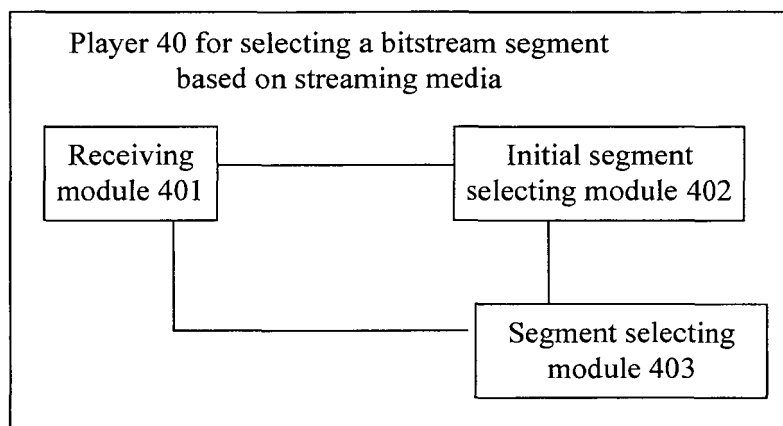 Player 40 for selecting a bitstream segment
based on streaming media
Receiving
module 401
Initial segment
selecting module 402
Segment selecting
module 403